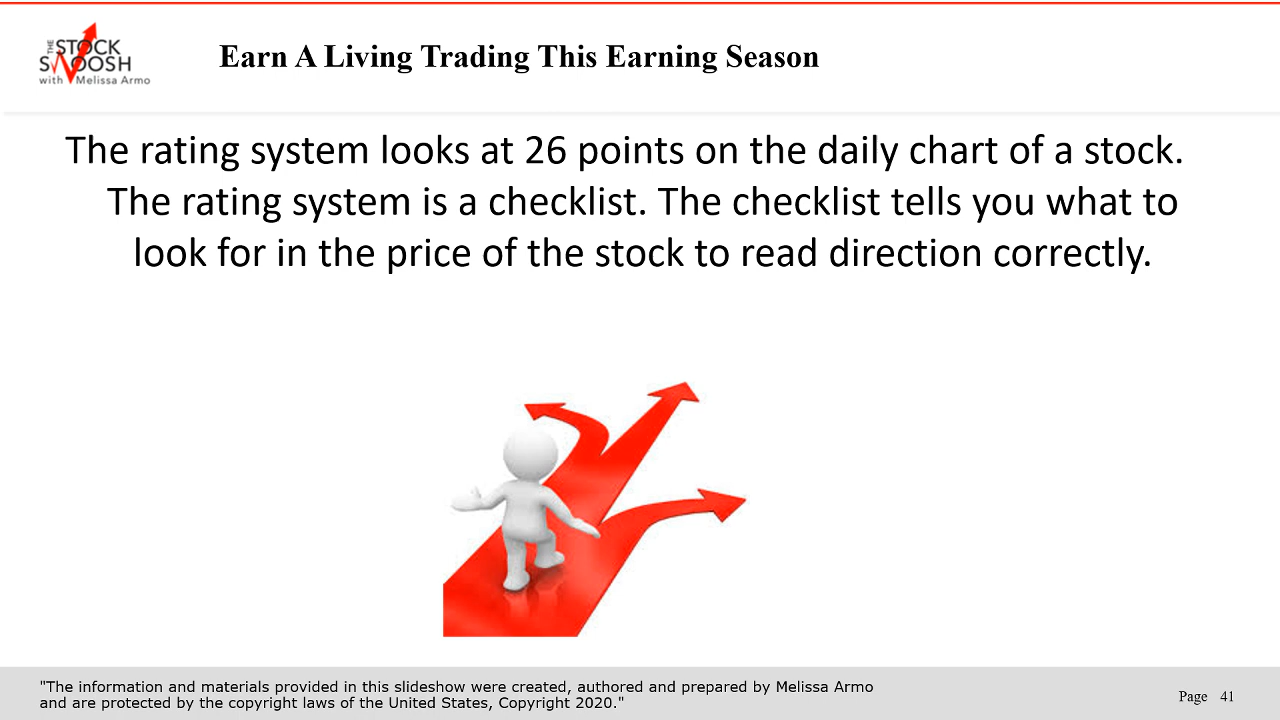 THE
STOCK
SWOOSH
with Melissa Armo
Earn A Living Trading This Earning Season
The rating system looks at 26 points on the daily chart of a stock.
The rating system is a checklist. The checklist tells you what to
look for in the price of the stock to read direction correctly.
"The information and materials provided in this slideshow were created, authored and prepared by Melissa Armo
and are protected by the copyright laws of the United States, Copyright 2020."
Page 41